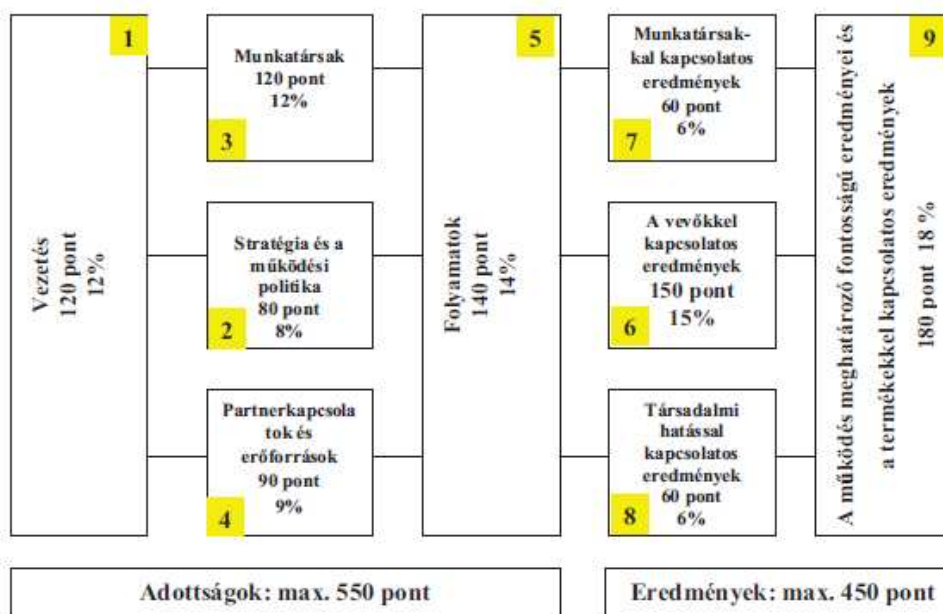 1
Vezetés
120 pont
12%
Munkatársak
120 pont
12%
3
Stratégia és a
működési
politika
80 pont
8%
2
Partnerkapcsola
tok és
erőforrások
90 pont
9%
4
5
Folyamatok
140 pont
14%
Munkatársak-
kal kapcsolatos
eredmények
60 pont
6%
7
A vevőkkel
kapcsolatos
eredmények
150 pont
15%
6
Társadalmi
hatással
kapcsolatos
eredmények
60 pont
6%
8
9
A működés meghatározó fontosságú eredményei és
a termékekkel kapcsolatos eredmények
180 pont 18 %
Adottságok: max. 550 pont
Eredmények: max. 450 pont